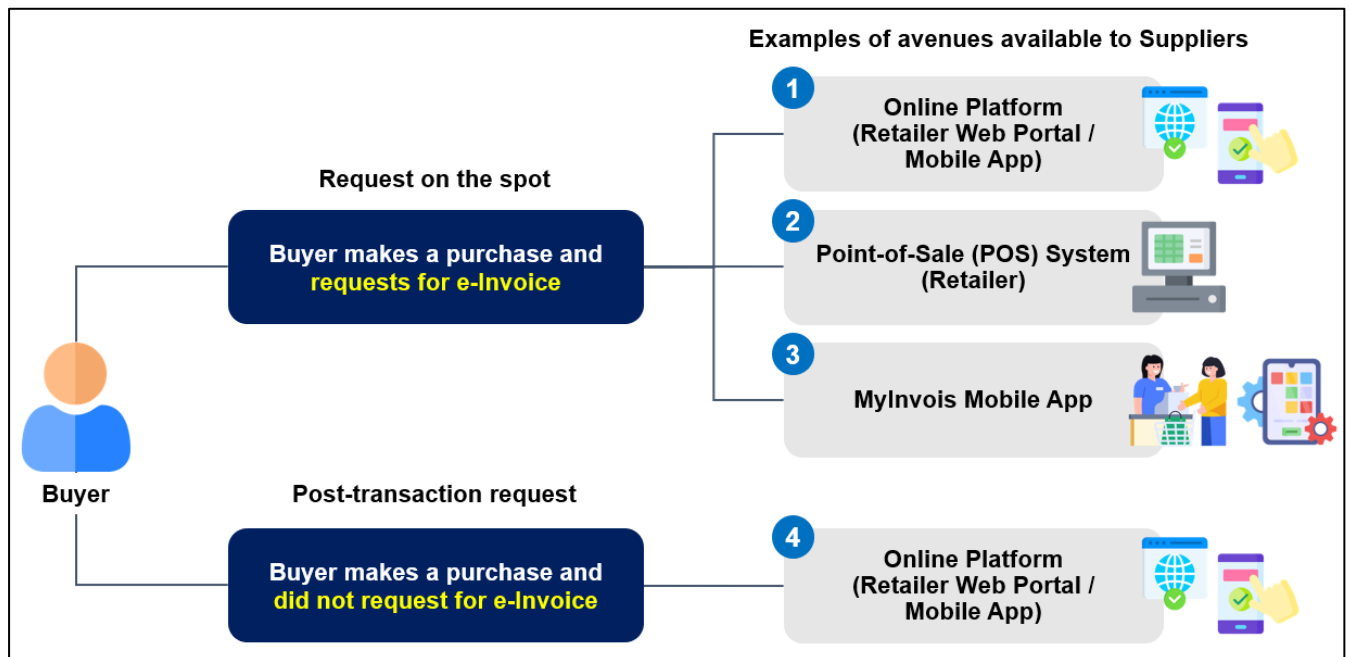 Examples of avenues available to Suppliers
1
Online Platform
(Retailer Web Portal /
Mobile App)
Request on the spot
Buyer makes a purchase and
requests for e-Invoice
2
Point-of-Sale (POS) System
(Retailer)
3
MyInvois Mobile App
Buyer
Post-transaction request
Buyer makes a purchase and
did not request for e-Invoice
4
Online Platform
(Retailer Web Portal /
Mobile App)